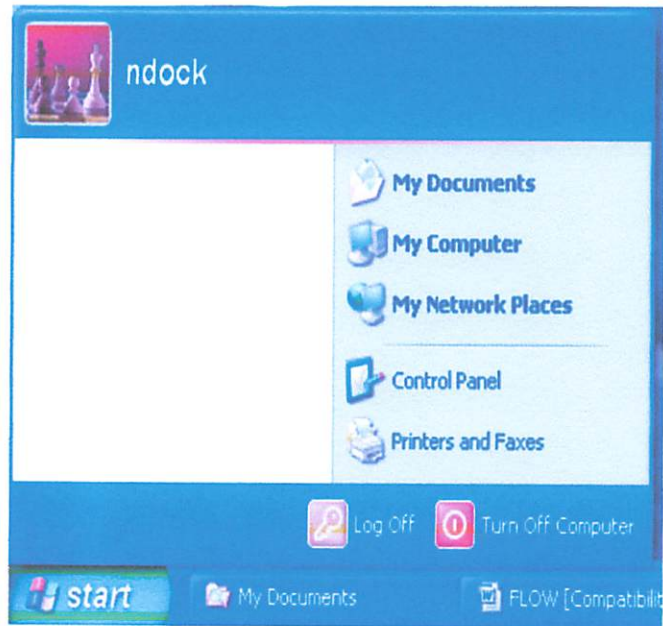 ndock
My Documents
My Computer
My Network Places
Control Panel
Printers and Faxes
Log Off Turn Off Computer
start My Documents FLOW [Compatibilit